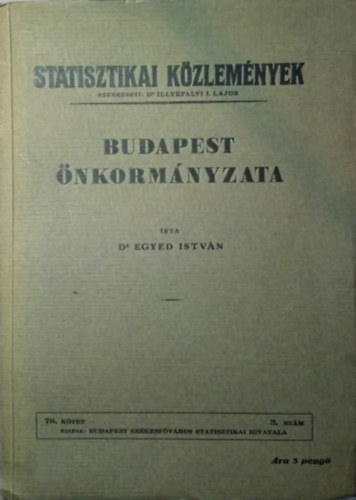 STATISZTIKAI KÖZLEMÉNYEK
SZERKESZTI: Dr ILLYEFALVI I. LAJOS
BUDAPEST
ÖNKORMÁNYZATA
ÍRTA
Dr EGYED ISTVÁN
78. KÖTET 3. SZÁM
KIADJA: BUDAPEST SZÉKESFŐVÁROS STATISZTIKAI HIVATALA
Ára 5 pengő